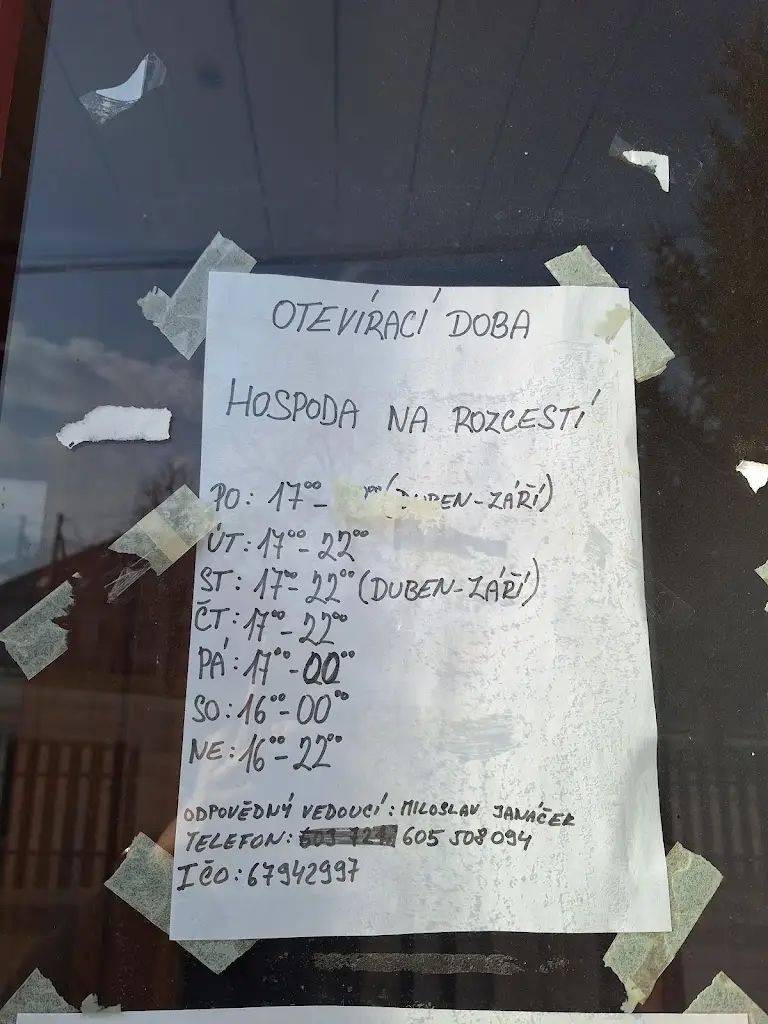 OTEVÍRACÍ DOBA
HOSPODA NA ROZCESTÍ
PO: 17⁰⁰- ⁰⁰ (DUBEN-ZÁŘÍ)
ÚT: 17⁰⁰-22⁰⁰
ST: 17⁰⁰-22⁰⁰ (DUBEN-ZÁŘÍ)
ČT: 17⁰⁰-22⁰⁰
PÁ: 17⁰⁰-00⁰⁰
SO: 16⁰⁰-00⁰⁰
NE: 16⁰⁰-22⁰⁰
ODPOVĚDNÝ VEDOUCÍ: MILOSLAV JANÁČEK
TELEFON: 605 508 094
IČO: 67942997